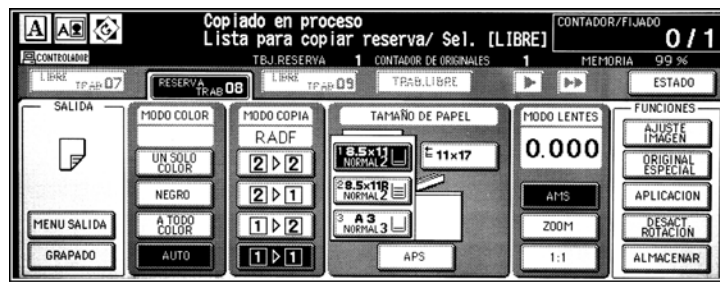 A A
Copiado en proceso
Lista para copiar reserva/ Sel. [LIBRE]
CONTADOR/FIJADO
0/1
CONTROLADOR
TBJ.RESERVA 1 CONTADOR DE ORIGINALES 1 MEMORIA 99 %
LIBRE TRAB 07
RESERVA TRAB 08
LIBRE TRAB 09
TRAB.LIBRE
ESTADO
SALIDA
MENU SALIDA
GRAPADO
MODO COLOR
UN SOLO
COLOR
NEGRO
A TODO
COLOR
AUTO
MODO COPIA
RADF
2 ▷ 2
2 ▷ 1
1 ▷ 2
1 ▷ 1
TAMAÑO DE PAPEL
1 8.5x11
NORMAL 2
11x17
2 8.5x11R
NORMAL 2
3 A 3
NORMAL 3
APS
MODO LENTES
0.000
AMS
ZOOM
1:1
FUNCIONES
AJUSTE
IMAGEN
ORIGINAL
ESPECIAL
APLICACION
DESACT.
ROTACION
ALMACENAR